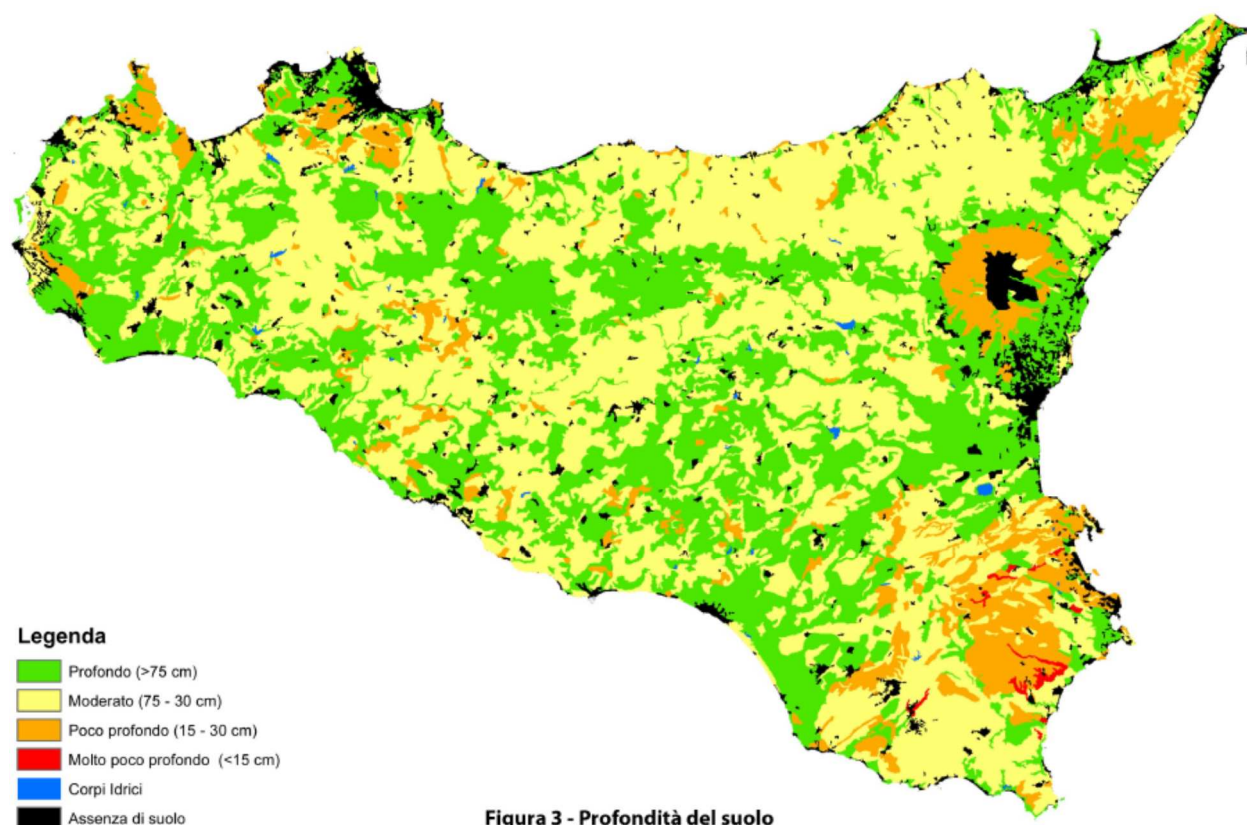 Legenda
Profondo (>75 cm)
Moderato (75 - 30 cm)
Poco profondo (15 - 30 cm)
Molto poco profondo (<15 cm)
Corpi Idrici
Assenza di suolo
Figura 3 - Profondità del suolo